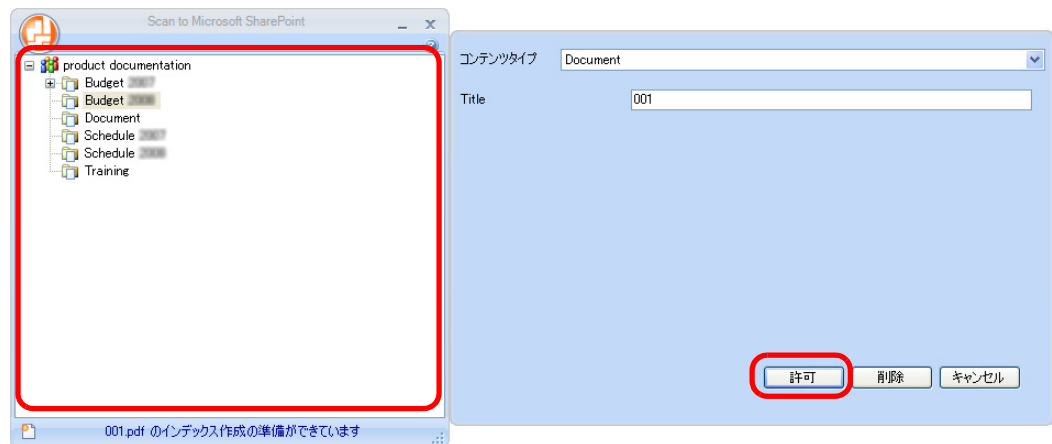 Scan to Microsoft SharePoint
product documentation
Budget
Budget
Document
Schedule
Schedule
Training
001.pdf のインデックス作成の準備ができています
コンテンツタイプ Document
Title 001
許可 削除 キャンセル